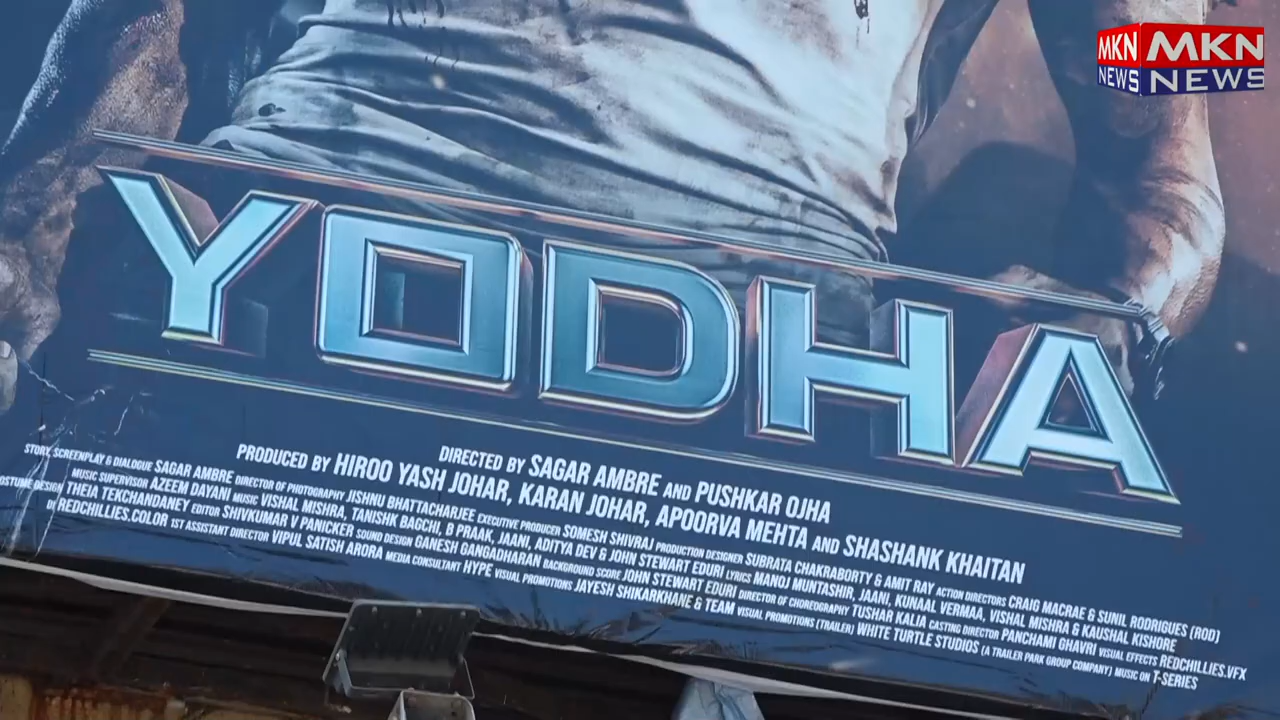 MKN MKN
NEWS NEWS
YODHA
DIRECTED BY SAGAR AMBRE AND PUSHKAR OJHA
PRODUCED BY HIROO YASH JOHAR, KARAN JOHAR, APOORVA MEHTA AND SHASHANK KHAITAN
STORY, SCREENPLAY & DIALOGUE SAGAR AMBRE DIRECTOR OF PHOTOGRAPHY JISHNU BHATTACHARJEE EXECUTIVE PRODUCER SOMESH SHIVRAJ PRODUCTION DESIGNER SUBRATA CHAKRABORTY & AMIT RAY ACTION DIRECTORS CRAIG MACRAE & SUNIL RODRIGUES (ROD)
MUSIC SUPERVISOR AZEEM DAYANI MUSIC VISHAL MISHRA, TANISHK BAGCHI, B PRAAK, JAANI, ADITYA DEV & JOHN STEWART EDURI LYRICS MANOJ MUNTASHIR, JAANI, KUNAAL VERMAA, VISHAL MISHRA & KAUSHAL KISHORE
OSTUME DESIGN THEIA TEKCHANDANEY EDITOR SHIVKUMAR V PANICKER SOUND DESIGN GANESH GANGADHARAN BACKGROUND SCORE JOHN STEWART EDURI DIRECTOR OF CHOREOGRAPHY TUSHAR KALIA CASTING DIRECTOR PANCHAMI GHAVRI VISUAL EFFECTS REDCHILLIES.VFX
DI REDCHILLIES.COLOR 1ST ASSISTANT DIRECTOR VIPUL SATISH ARORA MEDIA CONSULTANT HYPE VISUAL PROMOTIONS JAYESH SHIKARKHANE & TEAM VISUAL PROMOTIONS (TRAILER) WHITE TURTLE STUDIOS (A TRAILER PARK GROUP COMPANY) MUSIC ON T-SERIES